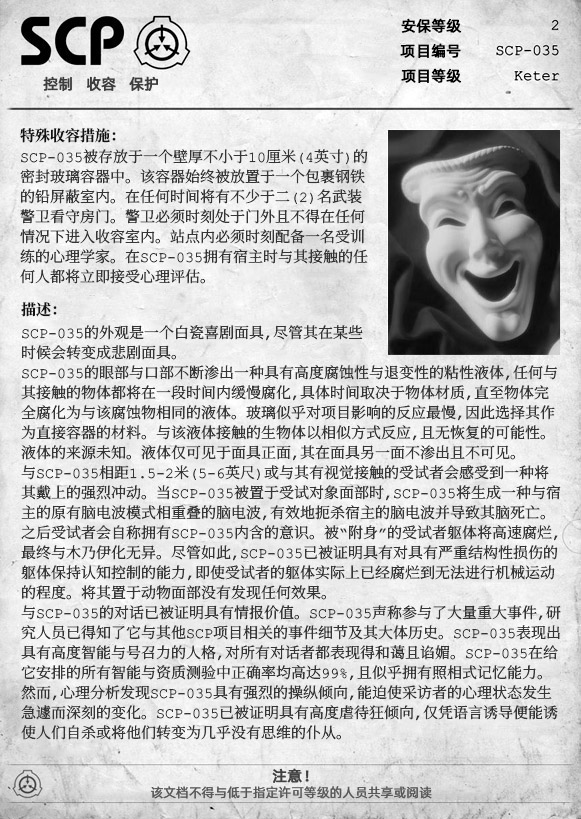 SCP
控制 收容 保护
安保等级 2
项目编号 SCP-035
项目等级 Keter
特殊收容措施:
SCP-035被存放于一个壁厚不小于10厘米(4英寸)的
密封玻璃容器中。该容器始终被放置于一个包裹钢铁
的铅屏蔽室内。在任何时间将有不少于二(2)名武装
警卫看守房门。警卫必须时刻处于门外且不得在任何
情况下进入收容室内。站点内必须时刻配备一名受训
练的心理学家。在SCP-035拥有宿主时与其接触的任
何人都将立即接受心理评估。
描述:
SCP-035的外观是一个白瓷喜剧面具,尽管其在某些
时候会转变成悲剧面具。
SCP-035的眼部与口部不断渗出一种具有高度腐蚀性与退变性的粘性液体,任何与
其接触的物体都将在一段时间内缓慢腐化,具体时间取决于物体材质,直至物体完
全腐化为与该腐蚀物相同的液体。玻璃似乎对项目影响的反应最慢,因此选择其作
为直接容器的材料。与该液体接触的生物体以相似方式反应,且无恢复的可能性。
液体的来源未知。液体仅可见于面具正面,其在面具另一面不渗出且不可见。
与SCP-035相距1.5-2米(5-6英尺)或与其有视觉接触的受试者会感受到一种将
其戴上的强烈冲动。当SCP-035被置于受试对象面部时,SCP-035将生成一种与宿
主的原有脑电波模式相重叠的脑电波,有效地扼杀宿主的脑电波并导致其脑死亡。
之后受试者会自称拥有SCP-035内含的意识。被“附身”的受试者躯体将高速腐烂,
最终与木乃伊化无异。尽管如此,SCP-035已被证明具有对具有严重结构性损伤的
躯体保持认知控制的能力,即使受试者的躯体实际上已经腐烂到无法进行机械运动
的程度。将其置于动物面部没有发现任何效果。
与SCP-035的对话已被证明具有情报价值。SCP-035声称参与了大量重大事件,研
究人员已得知了它与其他SCP项目相关的事件细节及其大体历史。SCP-035表现出
具有高度智能与号召力的人格,对所有对话者都表现得和蔼且谄媚。SCP-035在给
它安排的所有智能与资质测验中正确率均高达99%,且似乎拥有照相式记忆能力。
然而,心理分析发现SCP-035具有强烈的操纵倾向,能迫使采访者的心理状态发生
急遽而深刻的变化。SCP-035已被证明具有高度虐待狂倾向,仅凭语言诱导便能诱
使人们自杀或将他们转变为几乎没有思维的仆从。
注意!
该文档不得与低于指定许可等级的人员共享或阅读